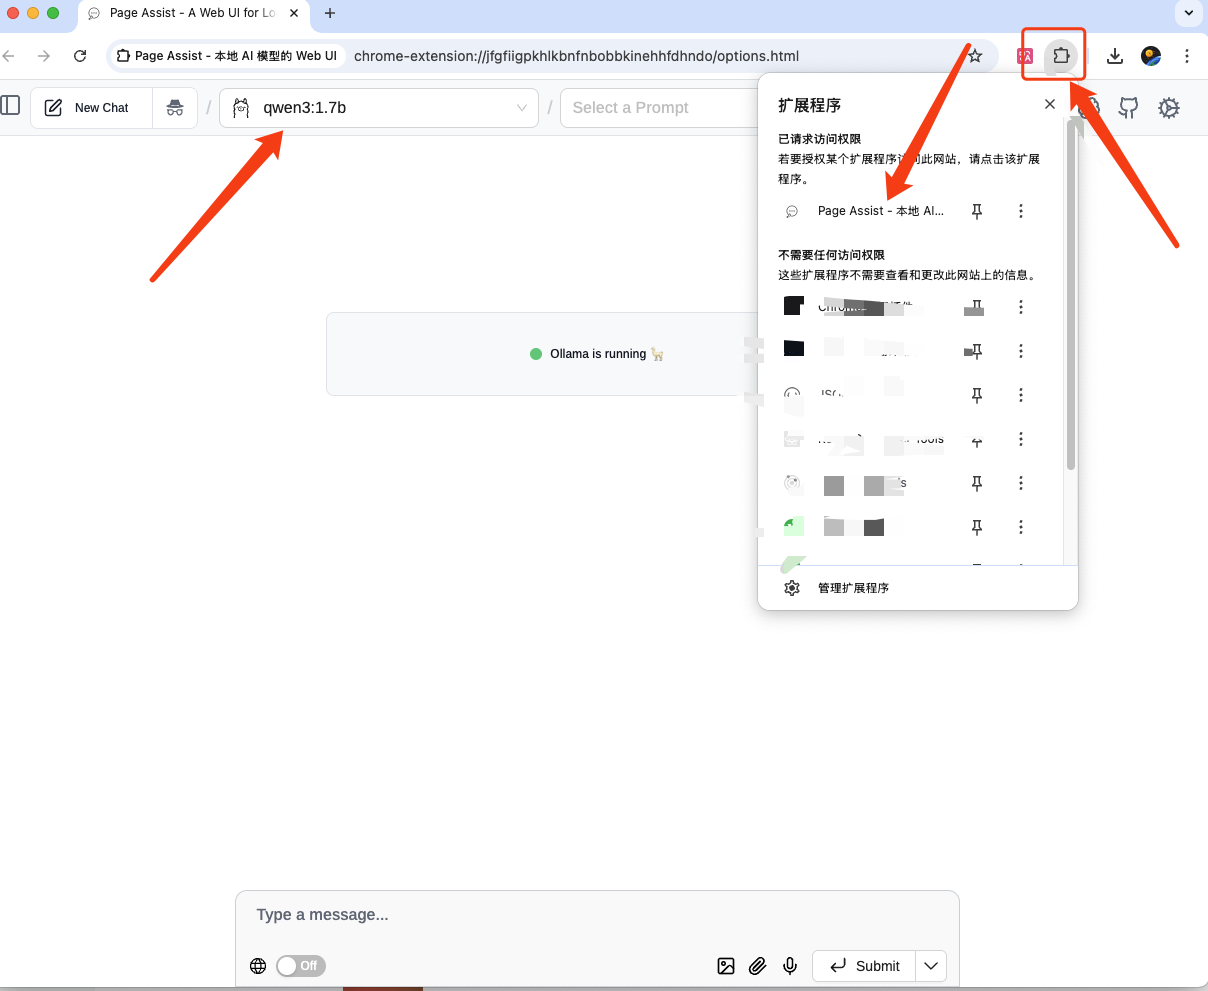 Page Assist - A Web UI for Lo
Page Assist - 本地 AI 模型的 Web UI
chrome-extension://jfgfiigpkhlkbnfnbobbkinehhfdhndo/options.html
New Chat
/
qwen3:1.7b
/
Select a Prompt
扩展程序
已请求访问权限
若要授权某个扩展程序访问此网站，请点击该扩展
程序。
Page Assist - 本地 AI...
不需要任何访问权限
这些扩展程序不需要查看和更改此网站上的信息。
Tools
管理扩展程序
Ollama is running 🦙
Type a message...
Off
Submit